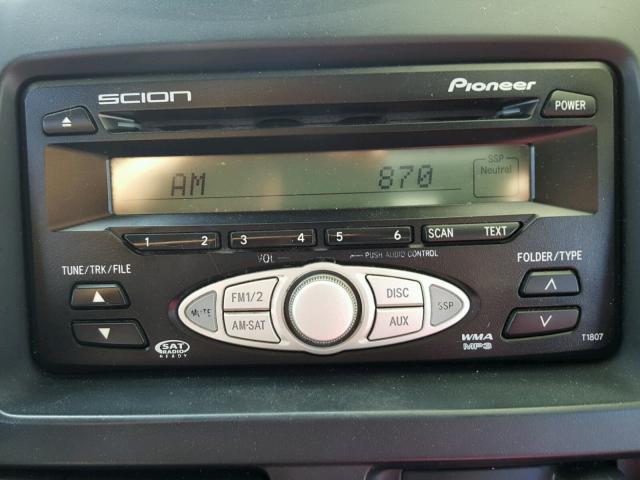 SCION Pioneer
POWER
AM 870 SSP Neutral
1 2 3 4 5 6 SCAN TEXT
VOL PUSH AUDIO CONTROL
TUNE/TRK/FILE FOLDER/TYPE
MUTE FM1/2 DISC SSP
AM-SAT AUX
SAT RADIO READY
WMA MP3
T1807